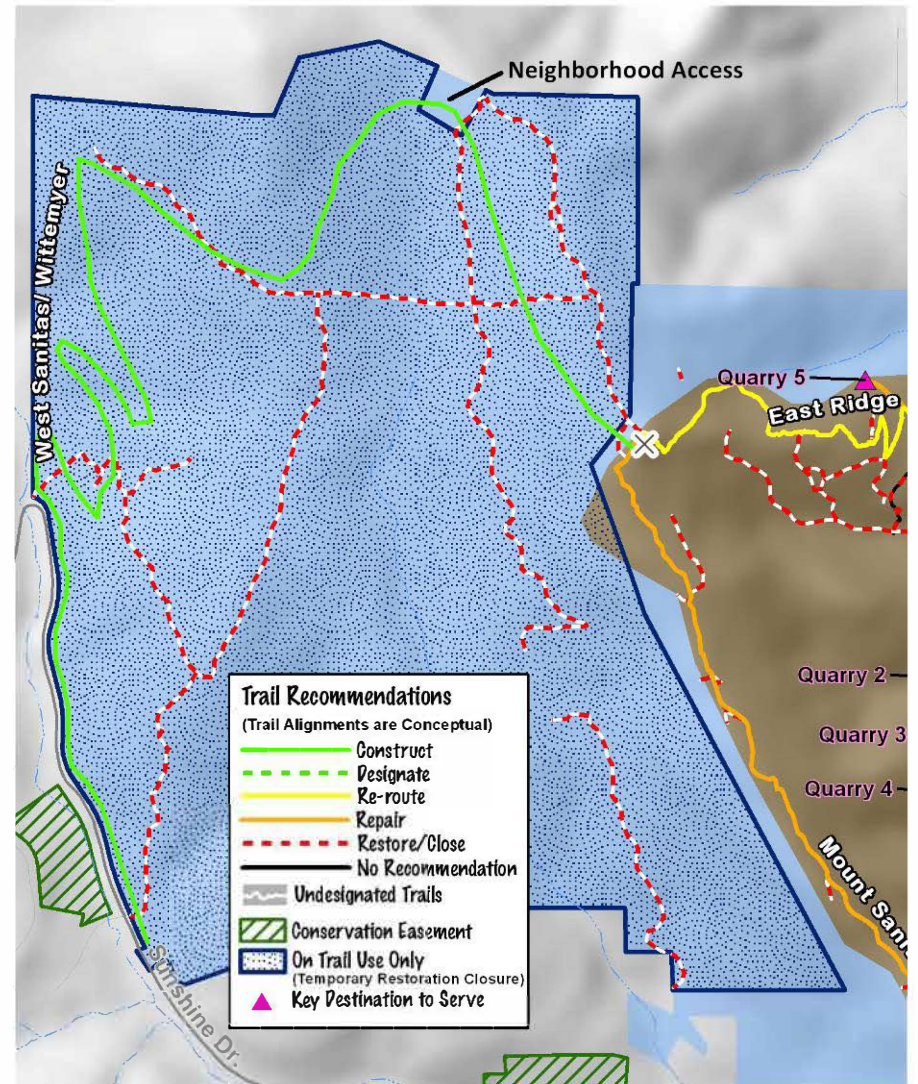 Neighborhood Access
West Sanitas/ Wittemyer
Quarry 5
East Ridge
Quarry 2
Quarry 3
Quarry 4
Mount Sani
Sunshine Dr.
Trail Recommendations
(Trail Alignments are Conceptual)
Construct
Designate
Re-route
Repair
Restore/Close
No Recommendation
Undesignated Trails
Conservation Easement
On Trail Use Only
(Temporary Restoration Closure)
Key Destination to Serve